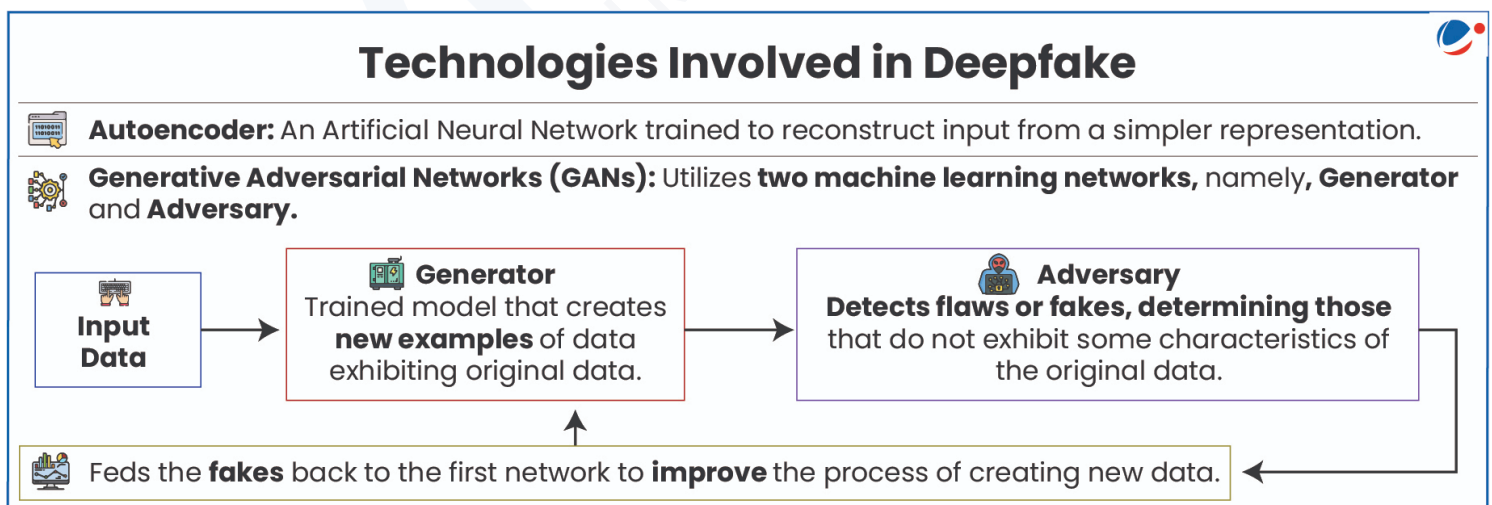 Technologies Involved in Deepfake
Autoencoder: An Artificial Neural Network trained to reconstruct input from a simpler representation.
Generative Adversarial Networks (GANs): Utilizes two machine learning networks, namely, Generator
and Adversary.
Input
Data
Generator
Trained model that creates
new examples of data
exhibiting original data.
Adversary
Detects flaws or fakes, determining those
that do not exhibit some characteristics of
the original data.
Feds the fakes back to the first network to improve the process of creating new data.